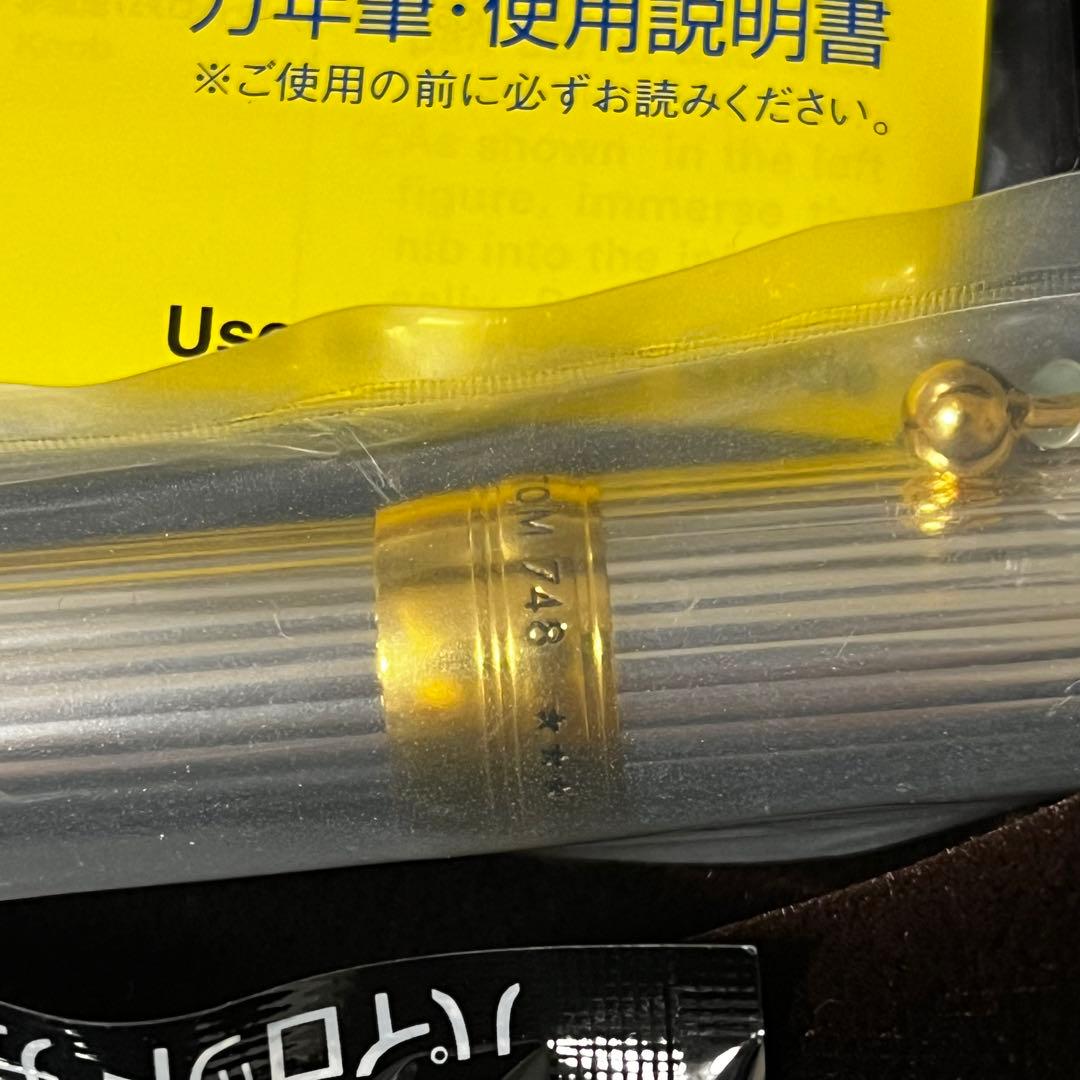 万年筆・使用説明書
※ご使用の前に必ずお読みください。
As shown in the left
figure, immerse the
nib into the
Use
TOM 748 ★★★
パイロット